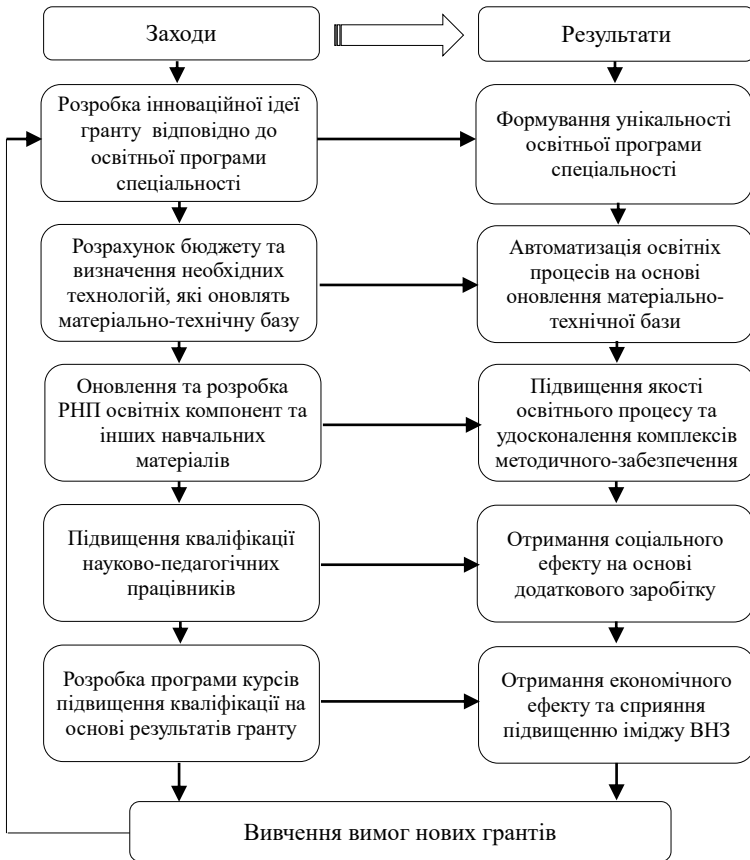 Заходи
Результати
Розробка інноваційної ідеї
гранту відповідно до
освітньої програми
спеціальності
Формування унікальності
освітньої програми
спеціальності
Розрахунок бюджету та
визначення необхідних
технологій, які оновлять
матеріально-технічну базу
Автоматизація освітніх
процесів на основі
оновлення матеріально-
технічної бази
Оновлення та розробка
РНП освітніх компонент та
інших навчальних
матеріалів
Підвищення якості
освітнього процесу та
удосконалення комплексів
методичного-забезпечення
Підвищення кваліфікації
науково-педагогічних
працівників
Отримання соціального
ефекту на основі
додаткового заробітку
Розробка програми курсів
підвищення кваліфікації на
основі результатів гранту
Отримання економічного
ефекту та сприяння
підвищенню іміджу ВНЗ
Вивчення вимог нових грантів